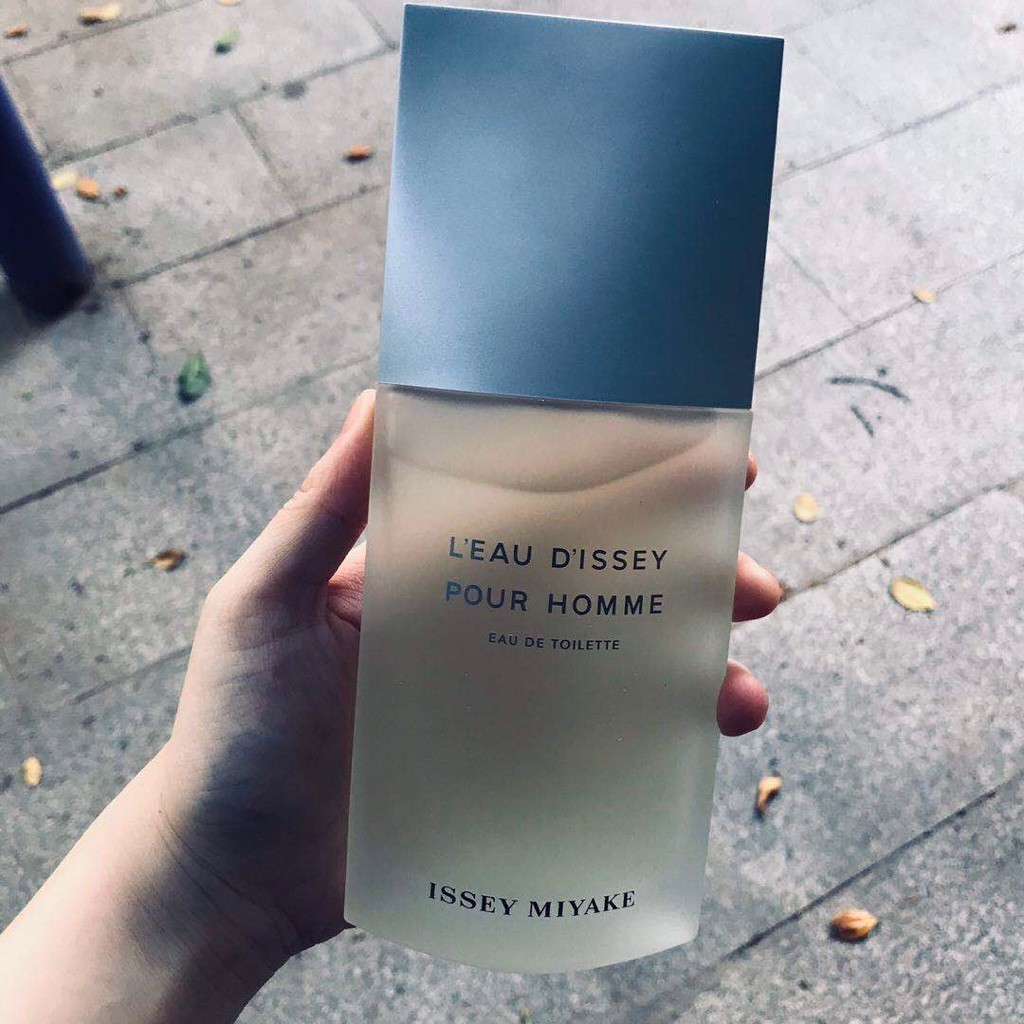 L'EAU D'ISSEY
POUR HOMME
EAU DE TOILETTE
ISSEY MIYAKE